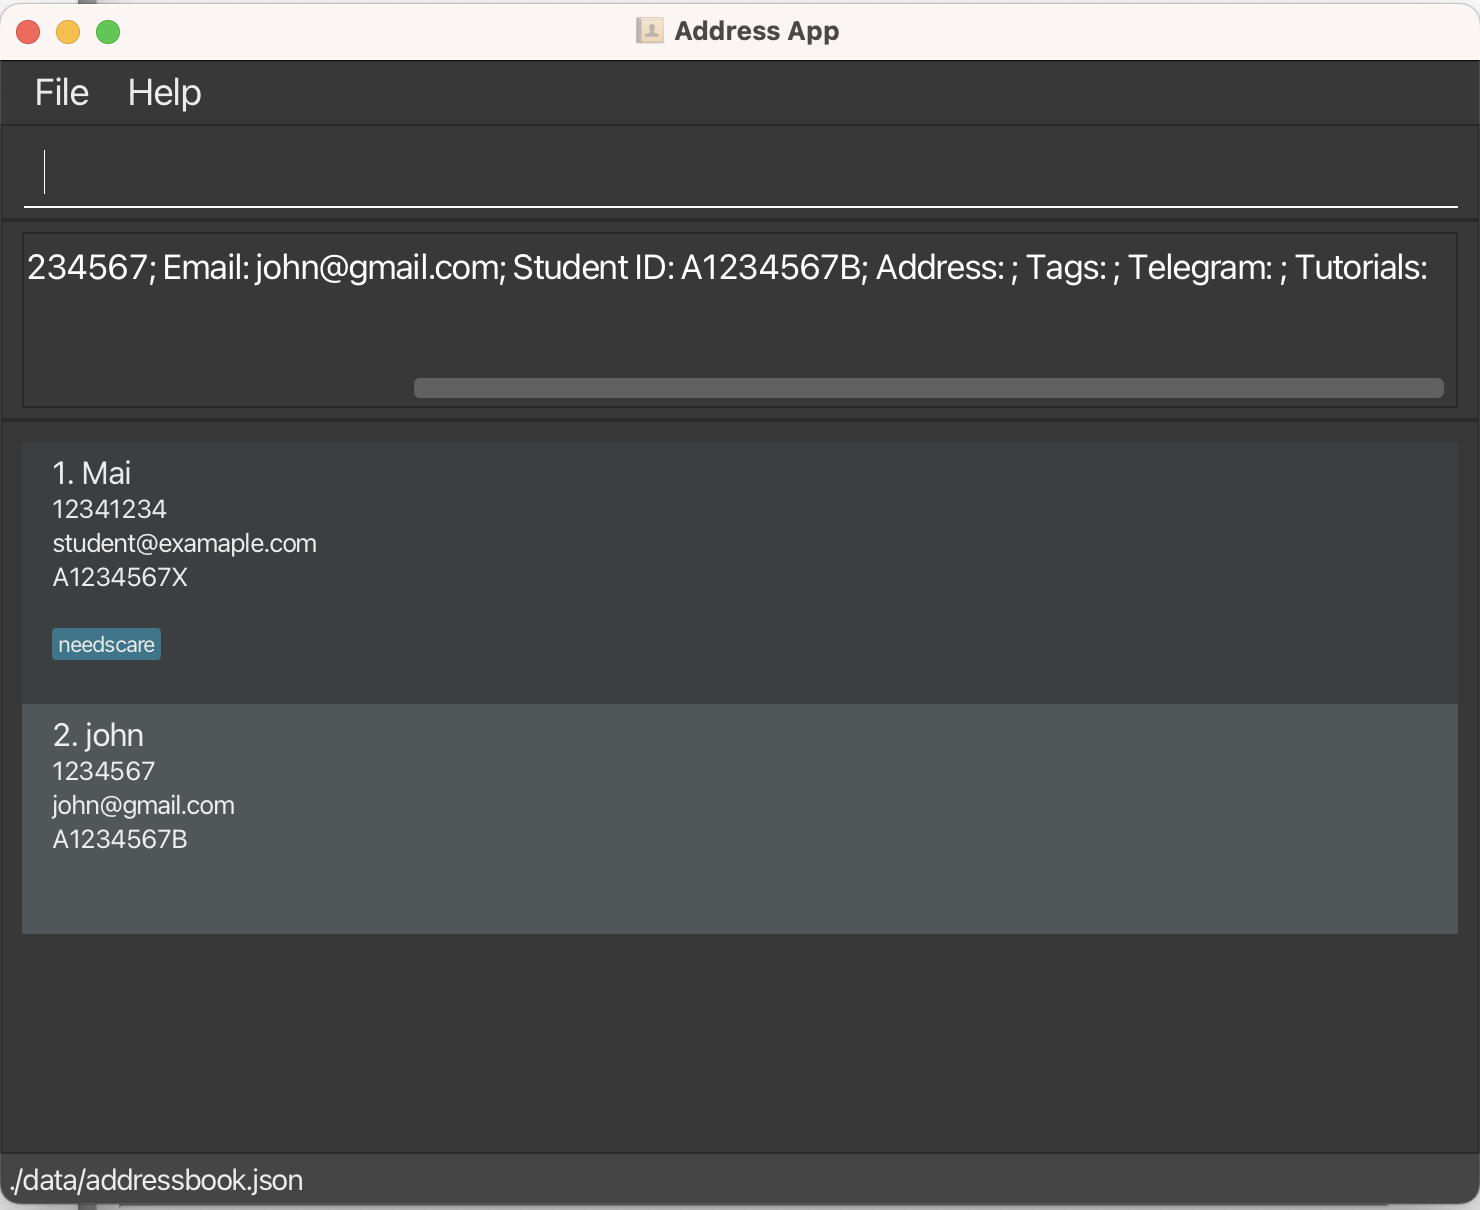 Address App
File Help
234567; Email: john@gmail.com; Student ID: A1234567B; Address: ; Tags: ; Telegram: ; Tutorials:
1. Mai
12341234
student@examaple.com
A1234567X
needscare
2. john
1234567
john@gmail.com
A1234567B
./data/addressbook.json